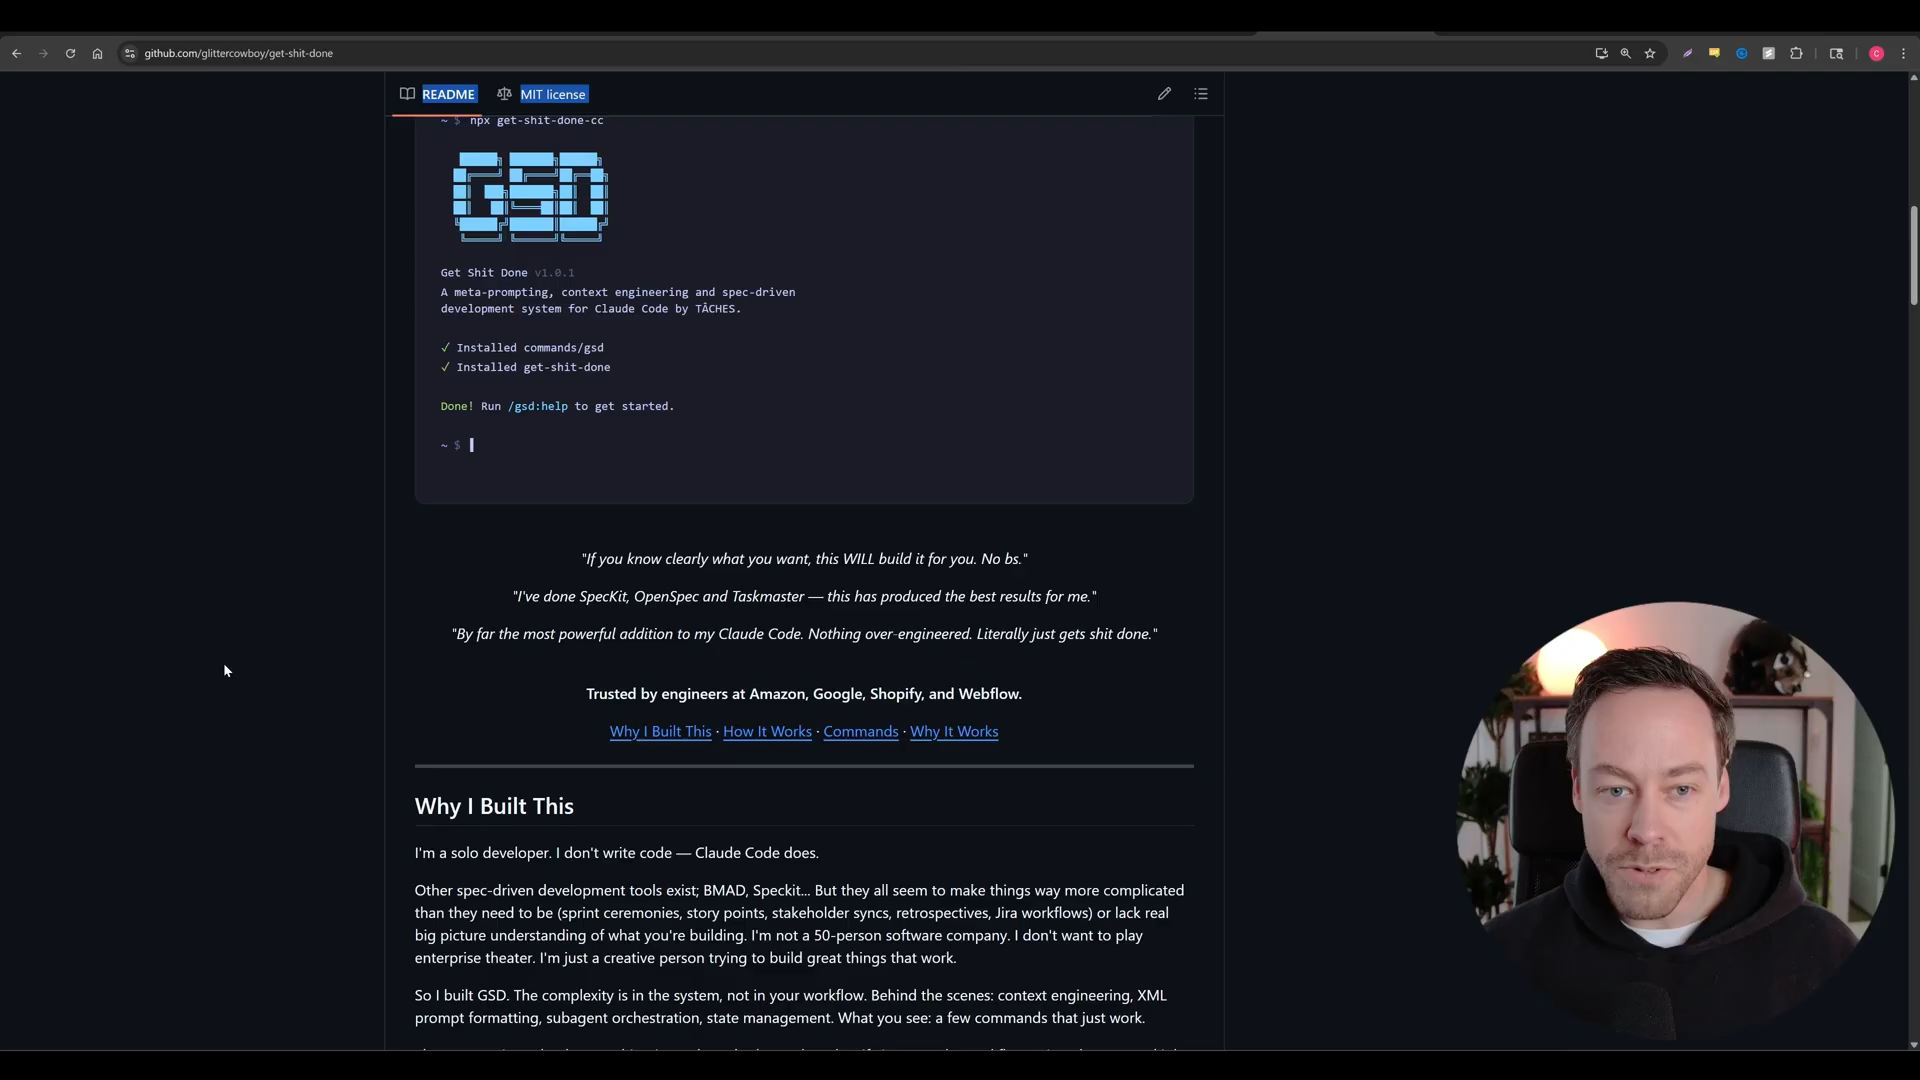 github.com/glittercowboy/get-shit-done
C
README
MIT license
~ $ npx get-shit-done-cc
GSD
Get Shit Done v1.0.1
A meta-prompting, context engineering and spec-driven
development system for Claude Code by TÂCHES.
✓ Installed commands/gsd
✓ Installed get-shit-done
Done! Run /gsd:help to get started.
~ $
"If you know clearly what you want, this WILL build it for you. No bs."
"I've done SpecKit, OpenSpec and Taskmaster — this has produced the best results for me."
"By far the most powerful addition to my Claude Code. Nothing over-engineered. Literally just gets shit done."
Trusted by engineers at Amazon, Google, Shopify, and Webflow.
Why I Built This · How It Works · Commands · Why It Works
Why I Built This
I'm a solo developer. I don't write code — Claude Code does.
Other spec-driven development tools exist; BMAD, Speckit... But they all seem to make things way more complicated
than they need to be (sprint ceremonies, story points, stakeholder syncs, retrospectives, Jira workflows) or lack real
big picture understanding of what you're building. I'm not a 50-person software company. I don't want to play
enterprise theater. I'm just a creative person trying to build great things that work.
So I built GSD. The complexity is in the system, not in your workflow. Behind the scenes: context engineering, XML
prompt formatting, subagent orchestration, state management. What you see: a few commands that just work.